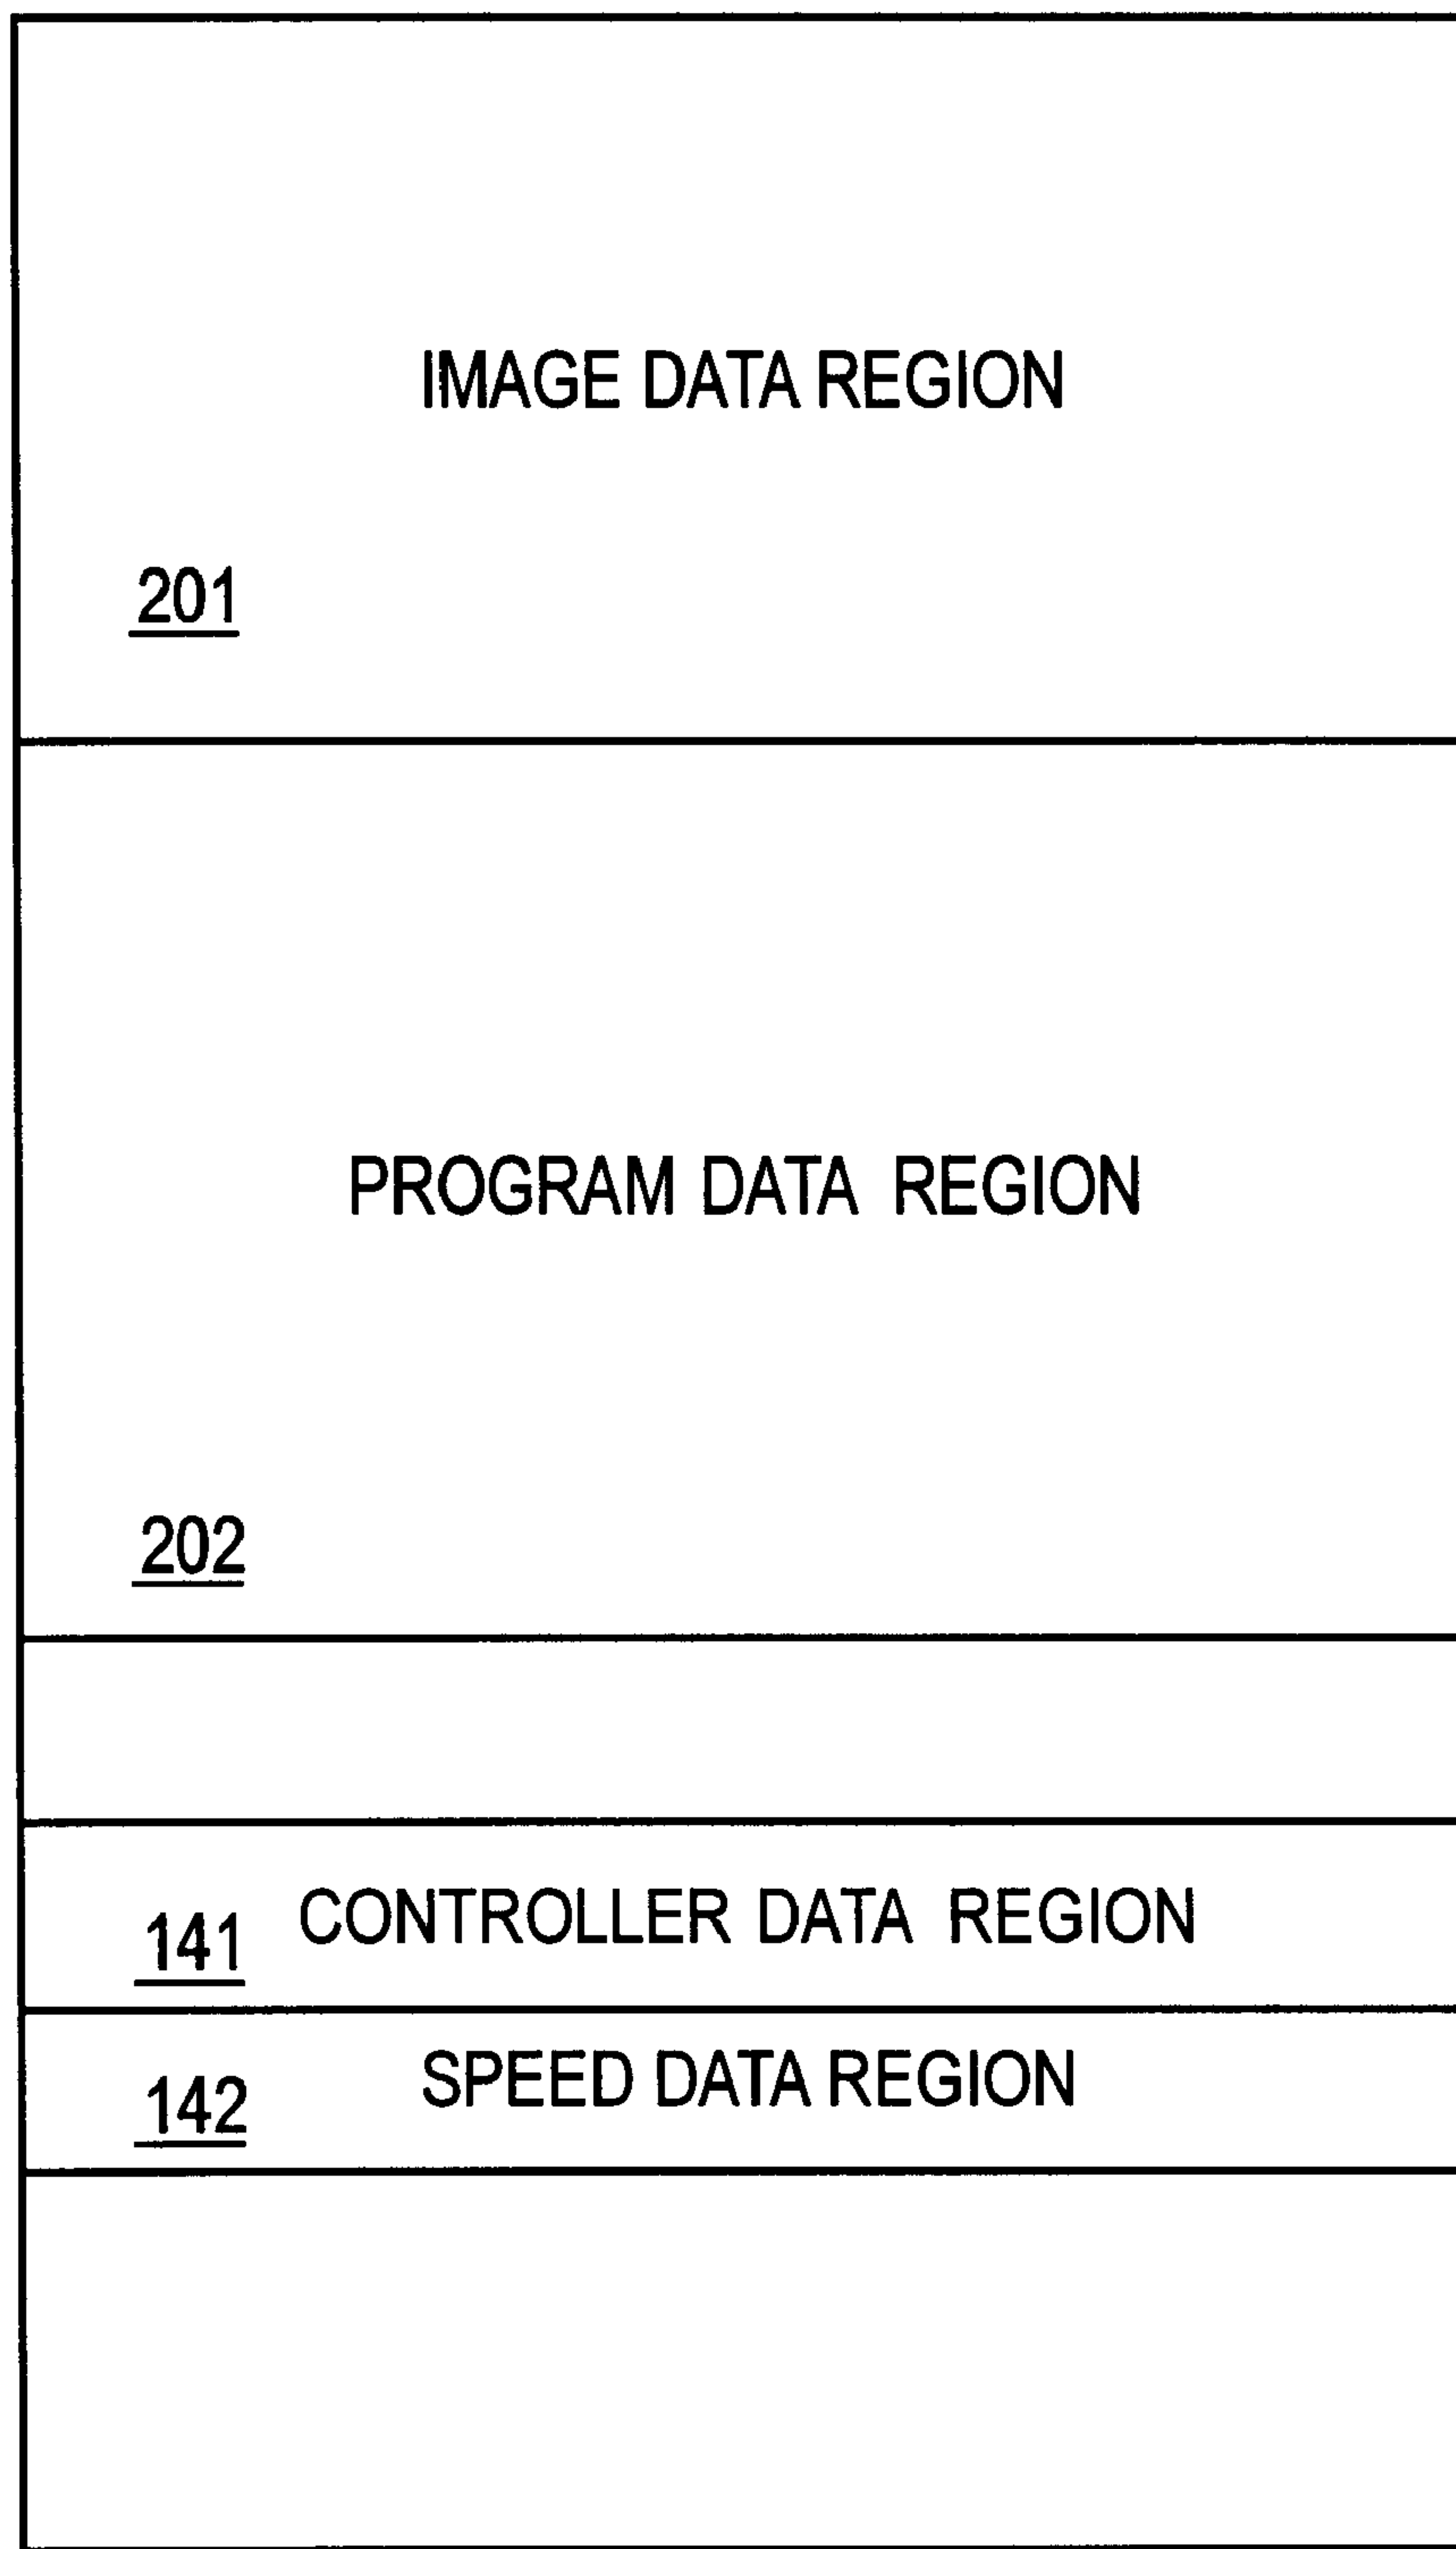 IMAGE DATA REGION
201
PROGRAM DATA REGION
202
141 CONTROLLER DATA REGION
142 SPEED DATA REGION